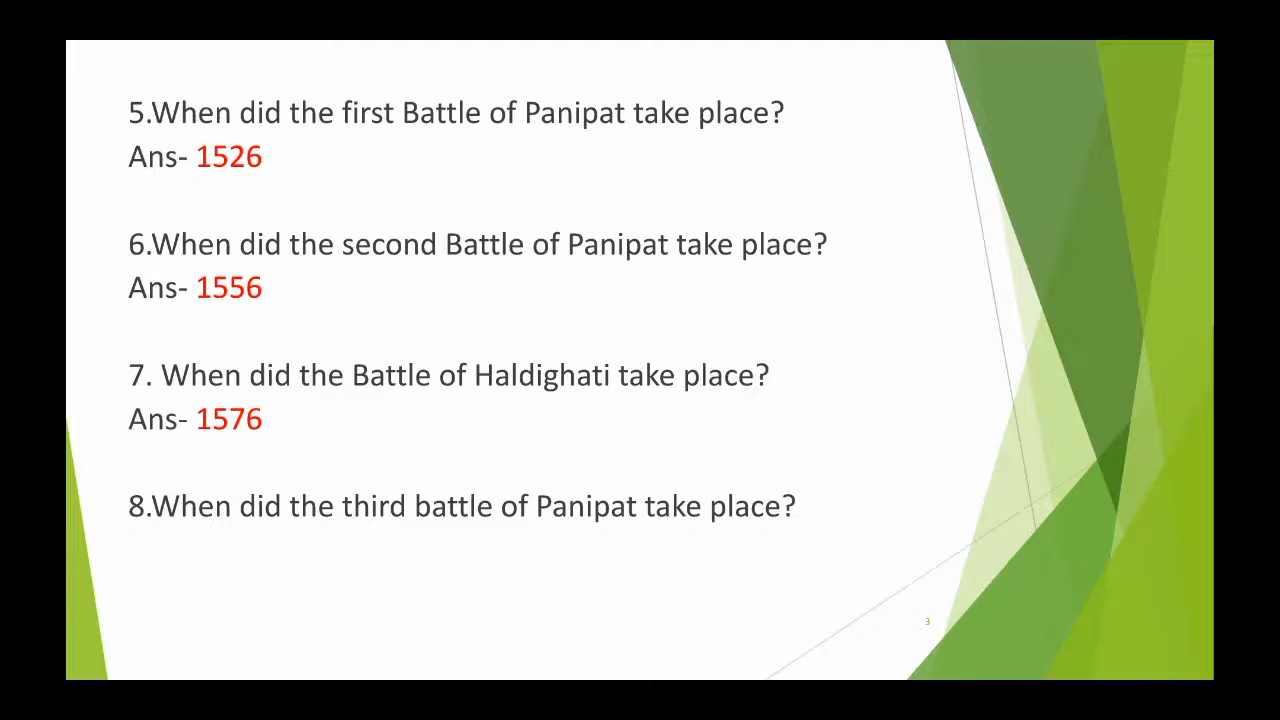 5.When did the first Battle of Panipat take place?
Ans- 1526
6.When did the second Battle of Panipat take place?
Ans- 1556
7. When did the Battle of Haldighati take place?
Ans- 1576
8.When did the third battle of Panipat take place?
3